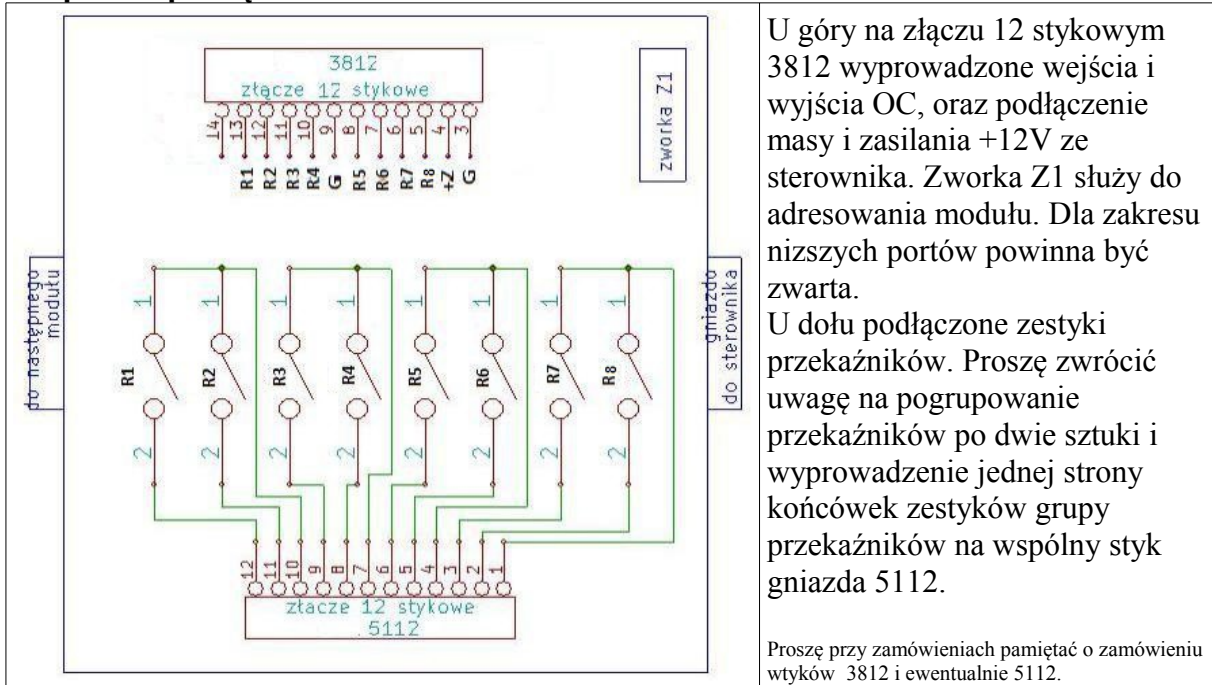 3812
złącze 12 stykowe
14 13 12 11 10 9 8 7 6 5 4 3
R1 R2 R3 R4 G R5 R6 R7 R8 +Z G
zworka Z1
do następnego
modułu
gniazdo
do sterownika
1 1 1 1 1 1 1 1
R1 R2 R3 R4 R5 R6 R7 R8
2 2 2 2 2 2 2 2
12 11 10 9 8 7 6 5 4 3 2 1
złacze 12 stykowe
5112
U góry na złączu 12 stykowym
3812 wyprowadzone wejścia i
wyjścia OC, oraz podłączenie
masy i zasilania +12V ze
sterownika. Zworka Z1 służy do
adresowania modułu. Dla zakresu
nizszych portów powinna być
zwarta.
U dołu podłączone zestyki
przekaźników. Proszę zwrócić
uwagę na pogrupowanie
przekaźników po dwie sztuki i
wyprowadzenie jednej strony
końcówek zestyków grupy
przekaźników na wspólny styk
gniazda 5112.
Proszę przy zamówieniach pamiętać o zamówieniu
wtyków 3812 i ewentualnie 5112.